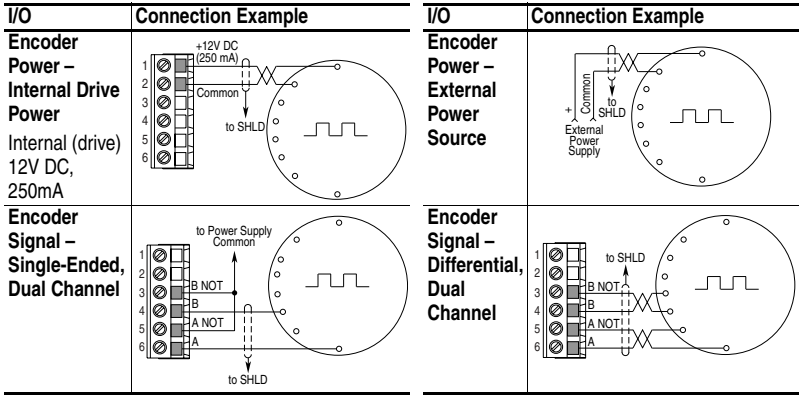 I/O
Connection Example
I/O
Connection Example
Encoder
Power –
Internal Drive
Power
Internal (drive)
12V DC,
250mA
+12V DC
(250 mA)
1
2
3
4
5
6
Common
to SHLD
Encoder
Power –
External
Power
Source
+
Common
to
SHLD
External
Power
Supply
Encoder
Signal –
Single-Ended,
Dual Channel
to Power Supply
Common
1
2
3
4
5
6
B NOT
B
A NOT
A
to SHLD
Encoder
Signal –
Differential,
Dual
Channel
to SHLD
1
2
3
4
5
6
B NOT
B
A NOT
A